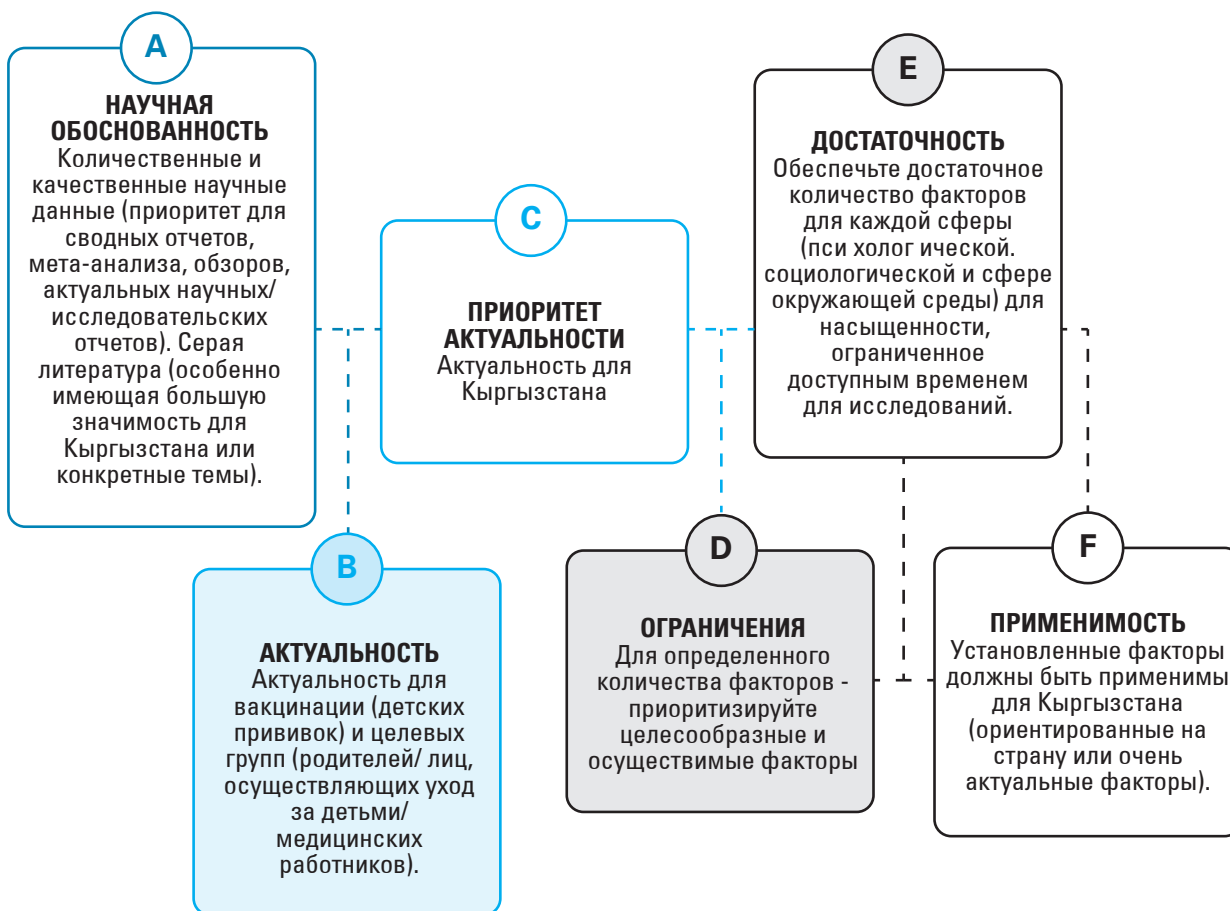 A
НАУЧНАЯ
ОБОСНОВАННОСТЬ
Количественные и
качественные научные
данные (приоритет для
сводных отчетов,
мета-анализа, обзоров,
актуальных научных/
исследовательских
отчетов). Серая
литература (особенно
имеющая большую
значимость для
Кыргызстана или
конкретные темы).
B
АКТУАЛЬНОСТЬ
Актуальность для
вакцинации (детских
прививок) и целевых
групп (родителей/ лиц,
осуществляющих уход
за детьми/
медицинских
работников).
C
ПРИОРИТЕТ
АКТУАЛЬНОСТИ
Актуальность для
Кыргызстана
D
ОГРАНИЧЕНИЯ
Для определенного
количества факторов -
приоритизируйте
целесообразные и
осуществимые факторы
E
ДОСТАТОЧНОСТЬ
Обеспечьте достаточное
количество факторов
для каждой сферы
(пси холог ической.
социологической и сфере
окружающей среды) для
насыщенности,
ограниченное
доступным временем
для исследований.
F
ПРИМЕНИМОСТЬ
Установленные факторы
должны быть применимы
для Кыргызстана
(ориентированные на
страну или очень
актуальные факторы).